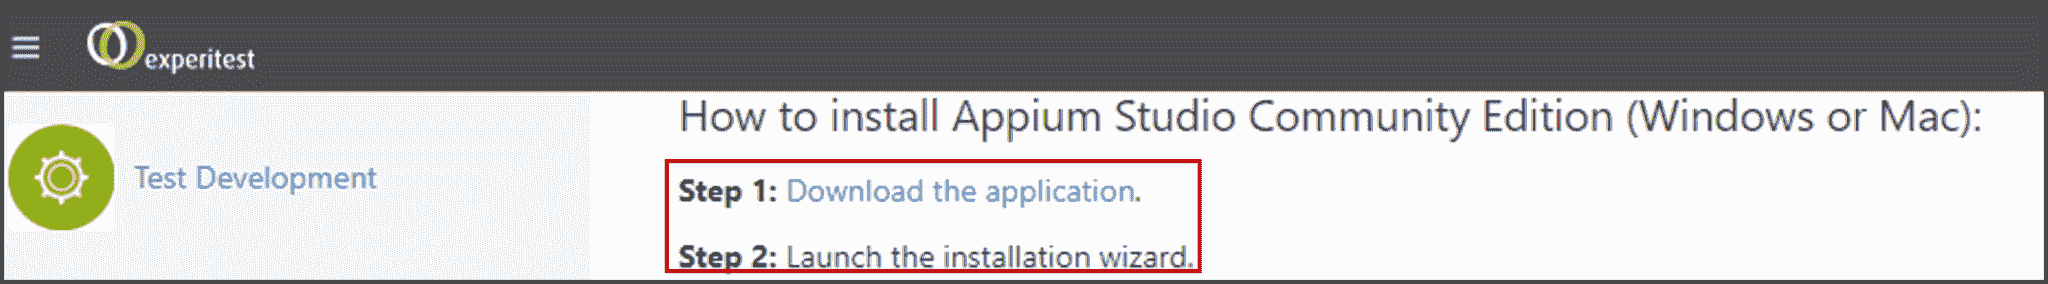 experitest
How to install Appium Studio Community Edition (Windows or Mac):
Test Development
Step 1: Download the application.
Step 2: Launch the installation wizard.